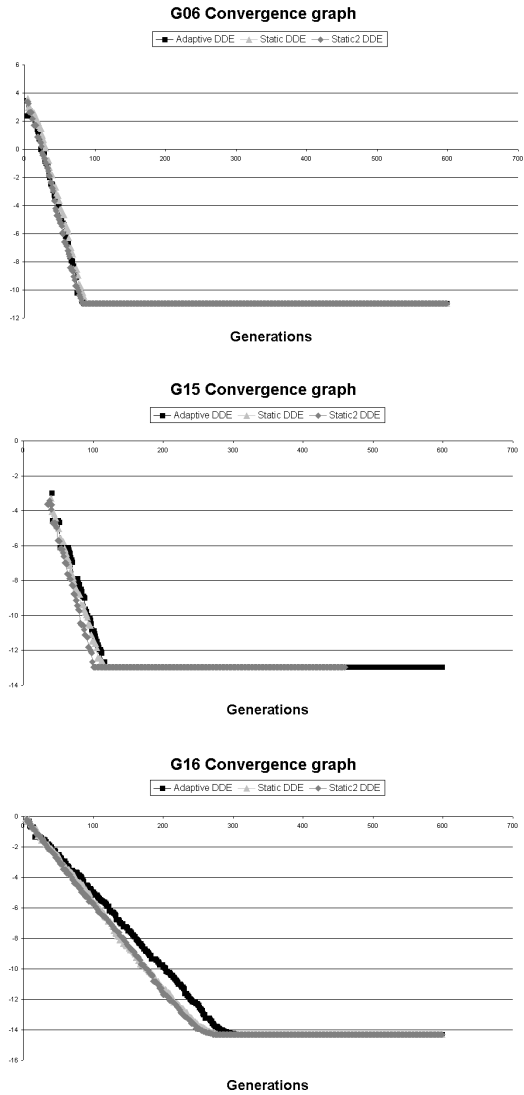 G06 Convergence graph
Adaptive DDE Static DDE Static2 DDE
6
4
2
0
0 100 200 300 400 500 600 700
-2
-4
-6
-8
-10
-12
Generations
G15 Convergence graph
Adaptive DDE Static DDE Static2 DDE
0
0 100 200 300 400 500 600 700
-2
-4
-6
-8
-10
-12
-14
Generations
G16 Convergence graph
Adaptive DDE Static DDE Static2 DDE
0
0 100 200 300 400 500 600 700
-2
-4
-6
-8
-10
-12
-14
-16
Generations